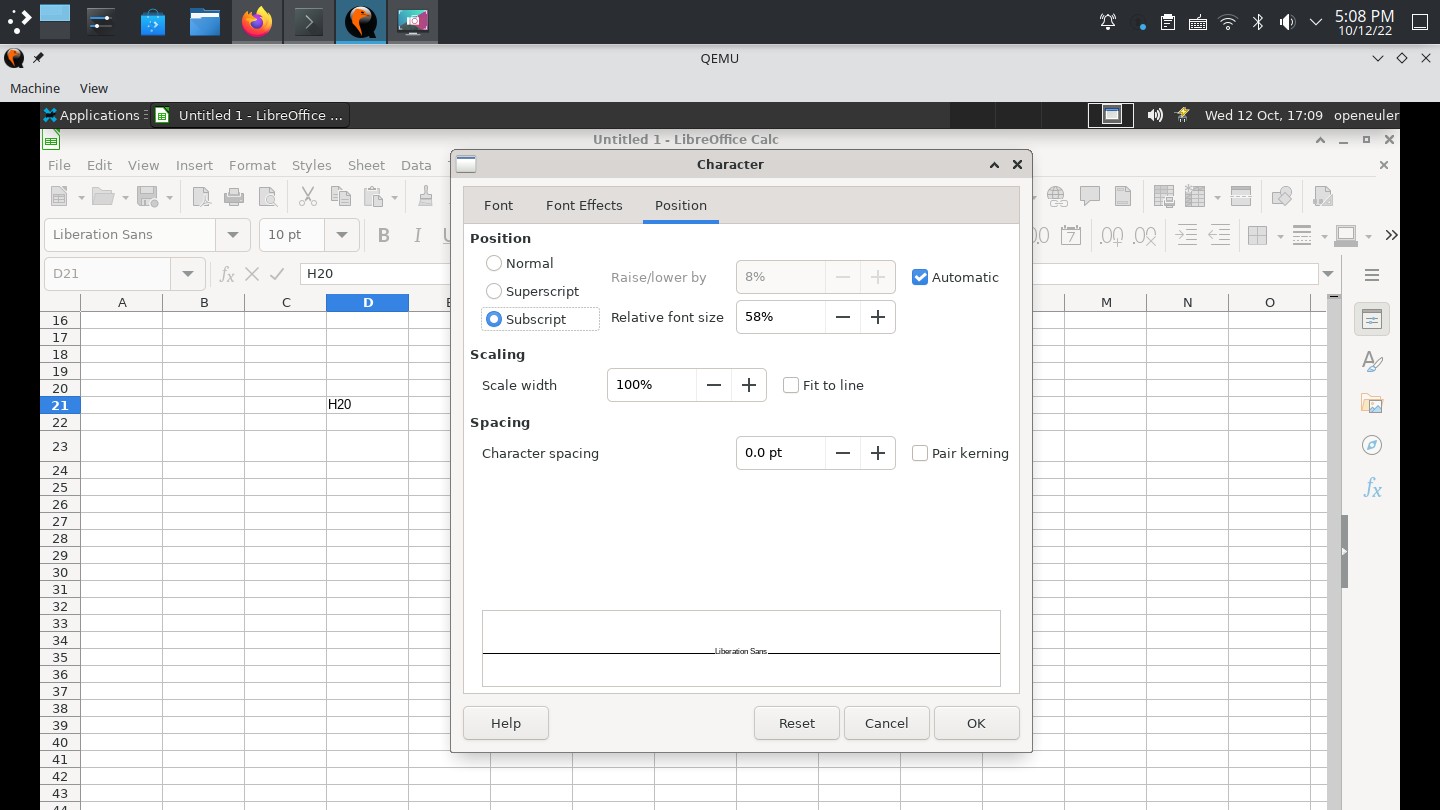 5:08 PM
10/12/22
QEMU
Machine View
Applications Untitled 1 - LibreOffice ... Wed 12 Oct, 17:09 openeuler
Untitled 1 - LibreOffice Calc
File Edit View Insert Format Styles Sheet Data
Character
Liberation Sans 10 pt B I U
D21 fx H20
A B C D E M N O
16
17
18
19
20
21 H20
22
23
24
25
26
27
28
29
30
31
32
33
34
35
36
37
38
39
40
41
42
43
44
Font Font Effects Position
Position
Normal
Superscript
Subscript
Raise/lower by 8% Automatic
Relative font size 58%
Scaling
Scale width 100% Fit to line
Spacing
Character spacing 0.0 pt Pair kerning
Liberation Sans
Help Reset Cancel OK